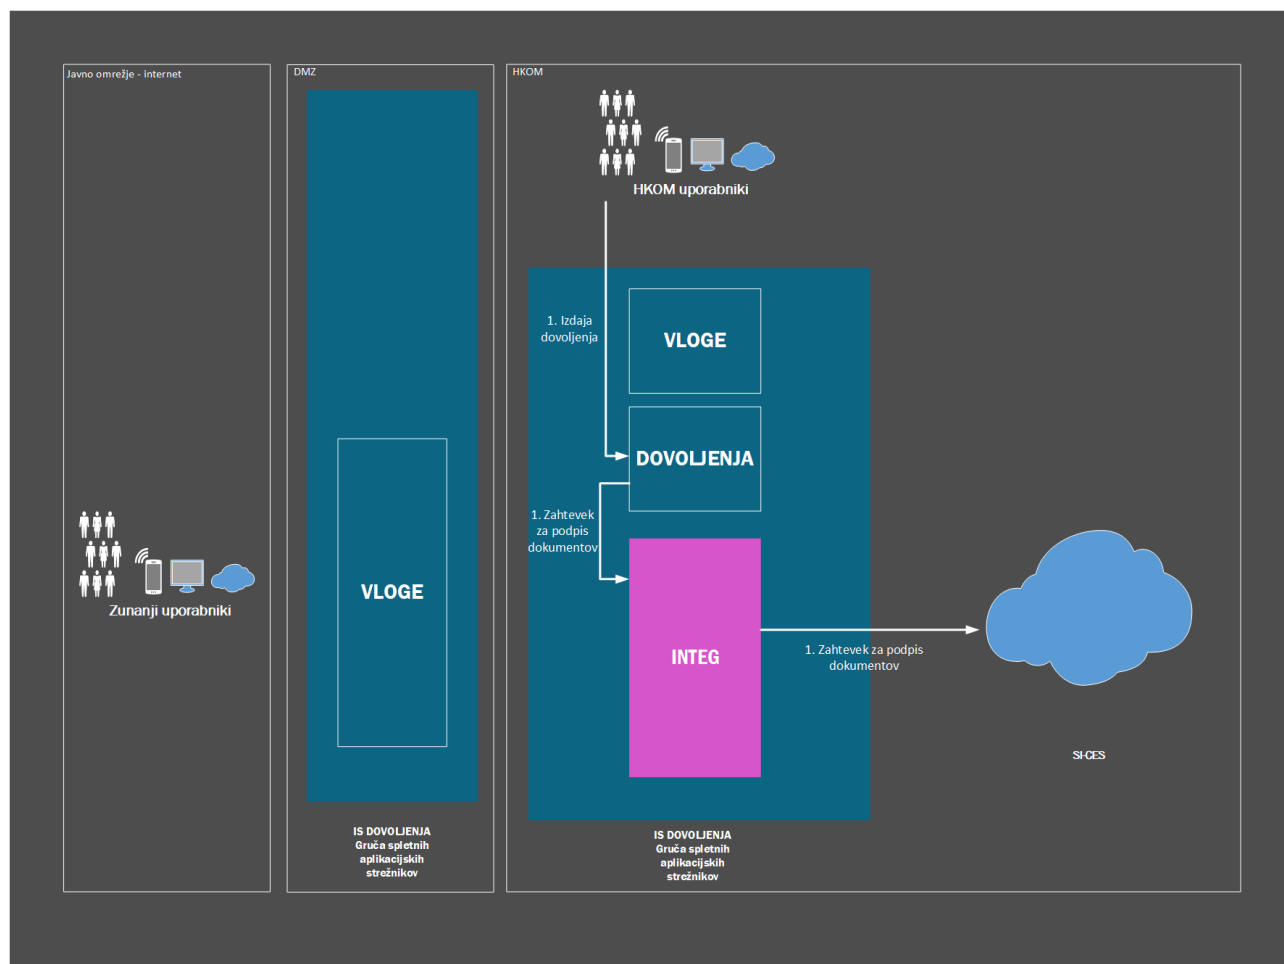 Javno omrežje - internet
Zunanji uporabniki
DMZ
VLOGE
IS DOVOLJENJA
Gruča spletnih
aplikacijskih
strežnikov
HKOM
HKOM uporabniki
1. Izdaja
dovoljenja
VLOGE
DOVOLJENJA
1. Zahtevek
za podpis
dokumentov
INTEG
1. Zahtevek za podpis
dokumentov
SI-CES
IS DOVOLJENJA
Gruča spletnih
aplikacijskih
strežnikov